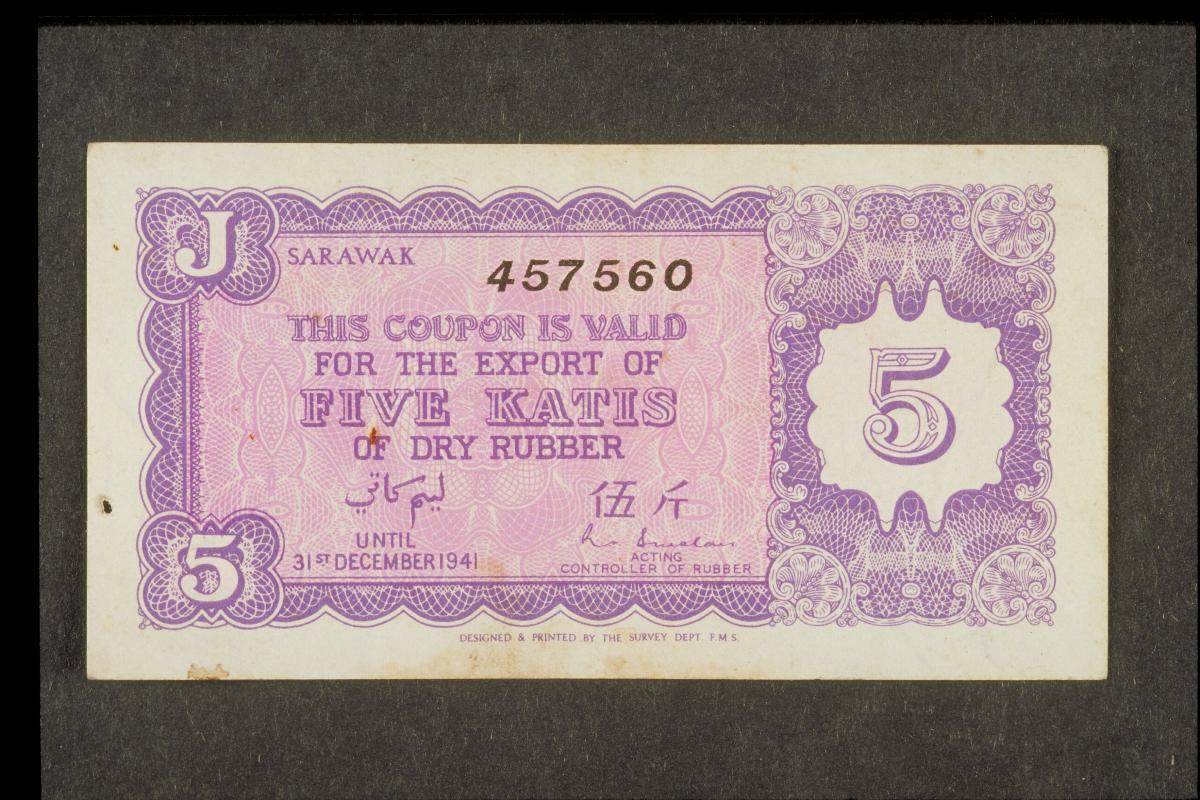 J
SARAWAK
457560
THIS COUPON IS VALID
FOR THE EXPORT OF
FIVE KATIS
OF DRY RUBBER
ليم كاتي
伍斤
UNTIL
31ST DECEMBER 1941
ACTING
CONTROLLER OF RUBBER
5
5
DESIGNED & PRINTED BY THE SURVEY DEPT. F.M.S.